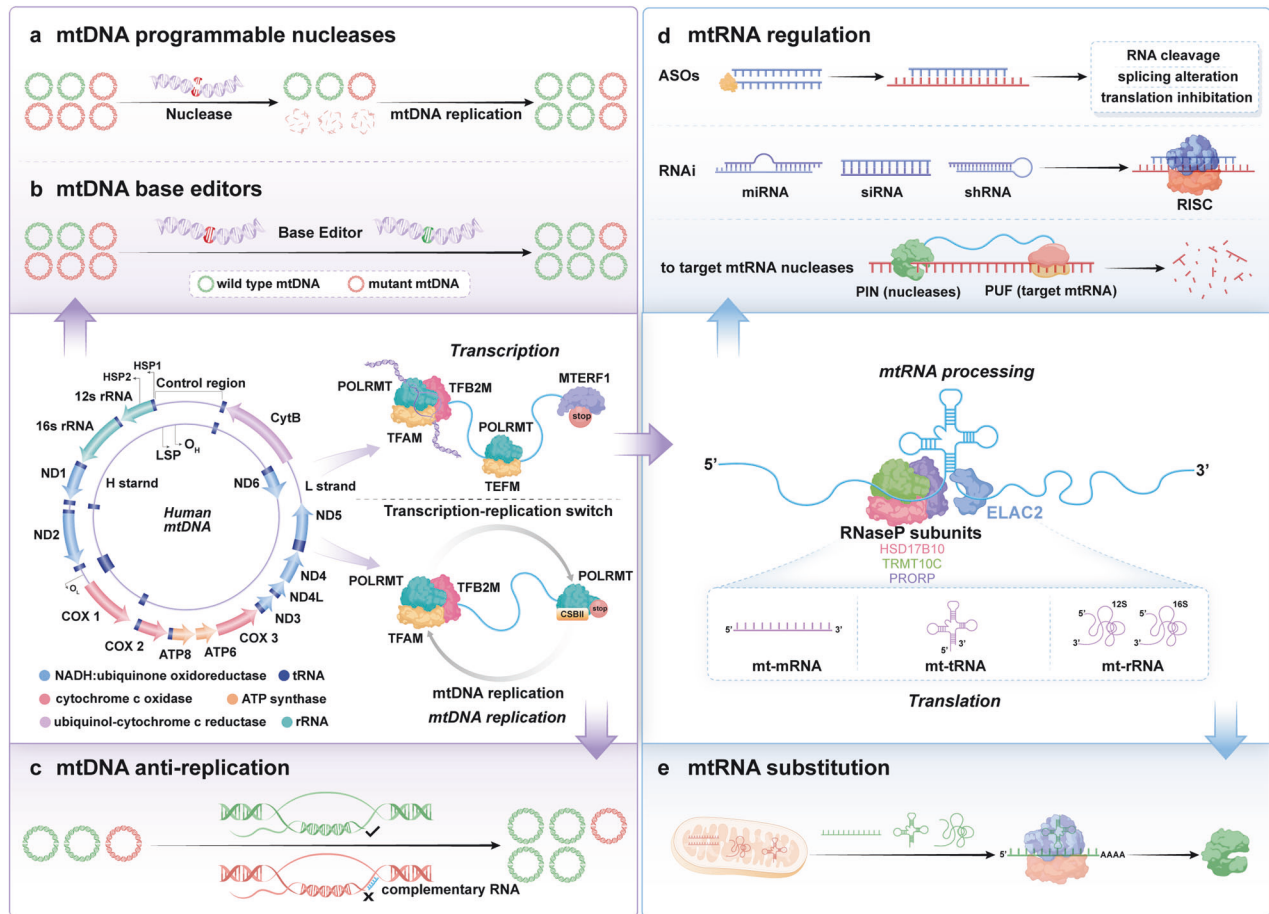 a mtDNA programmable nucleases
Nuclease
mtDNA replication
b mtDNA base editors
Base Editor
wild type mtDNA
mutant mtDNA
HSP1
HSP2
Control region
12s rRNA
16s rRNA
CytB
LSP
OH
ND1
H starnd
ND6
L strand
Human
mtDNA
ND2
ND5
OL
ND4
ND4L
ND3
COX 1
COX 2
ATP8
ATP6
COX 3
NADH:ubiquinone oxidoreductase
tRNA
cytochrome c oxidase
ATP synthase
ubiquinol-cytochrome c reductase
rRNA
Transcription
POLRMT
TFB2M
MTERF1
stop
POLRMT
TFAM
TEFM
Transcription-replication switch
POLRMT
TFB2M
POLRMT
CSBII
stop
TFAM
mtDNA replication
mtDNA replication
c mtDNA anti-replication
complementary RNA
d mtRNA regulation
ASOs
RNA cleavage
splicing alteration
translation inhibitation
RNAi
miRNA
siRNA
shRNA
RISC
to target mtRNA nucleases
PIN (nucleases)
PUF (target mtRNA)
mtRNA processing
5’
3’
ELAC2
RNaseP subunits
HSD17B10
TRMT10C
PRORP
5’
3’
mt-mRNA
5’
3’
mt-tRNA
12S
5’
3’
16S
5’
3’
mt-rRNA
Translation
e mtRNA substitution
5’
AAAA